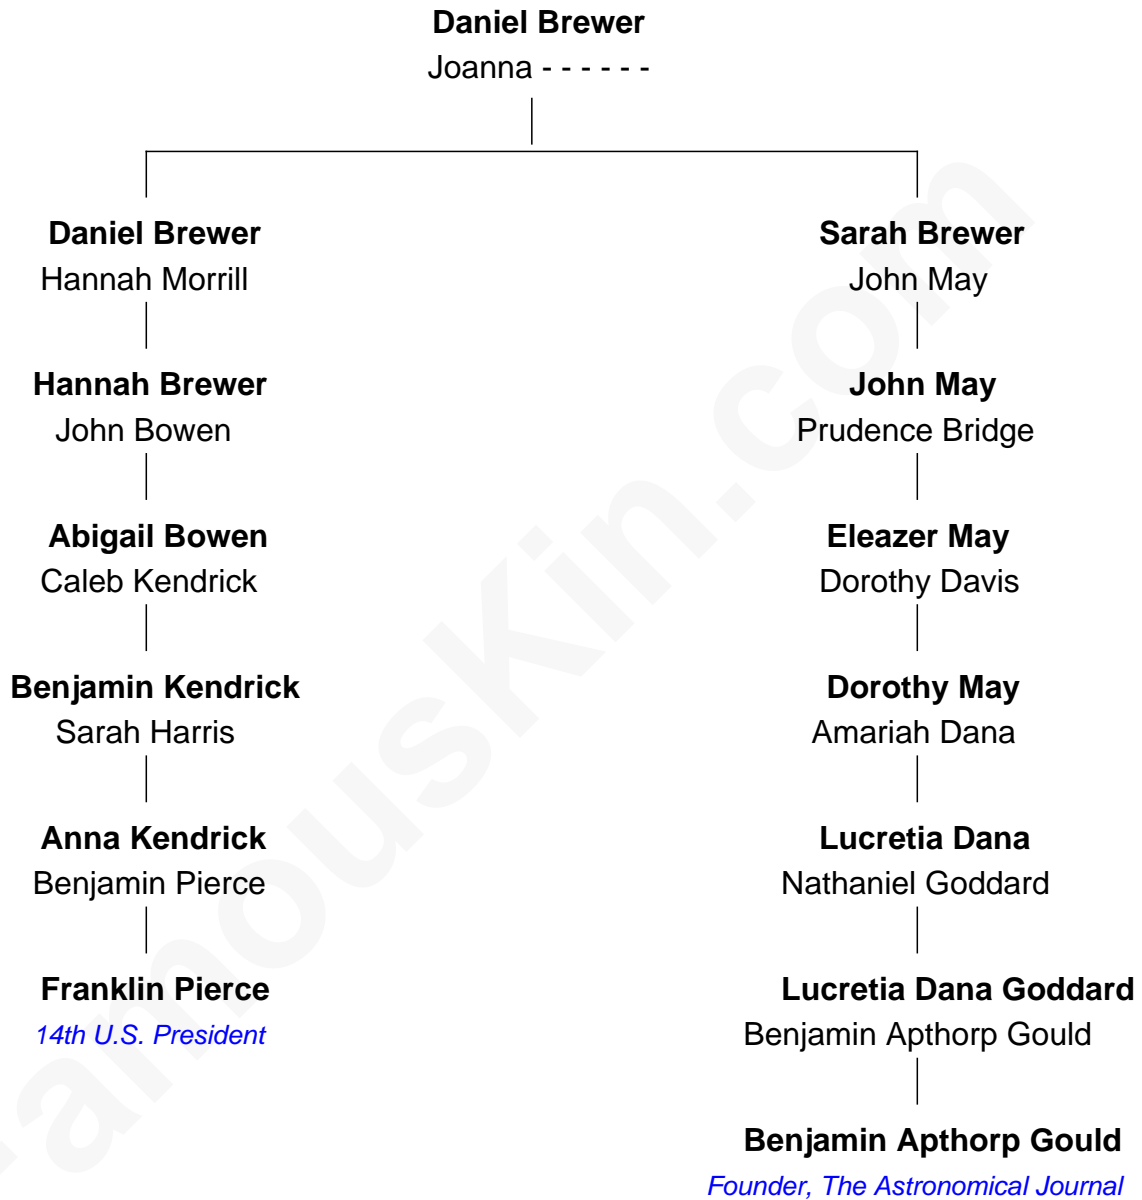 Daniel Brewer
Joanna - - - - - -
Daniel Brewer
Hannah Morrill
Sarah Brewer
John May
Hannah Brewer
John Bowen
John May
Prudence Bridge
Abigail Bowen
Caleb Kendrick
Eleazer May
Dorothy Davis
Benjamin Kendrick
Sarah Harris
Dorothy May
Amariah Dana
Anna Kendrick
Benjamin Pierce
Lucretia Dana
Nathaniel Goddard
Franklin Pierce
14th U.S. President
Lucretia Dana Goddard
Benjamin Apthorp Gould
Benjamin Apthorp Gould
Founder, The Astronomical Journal
amousKin.com